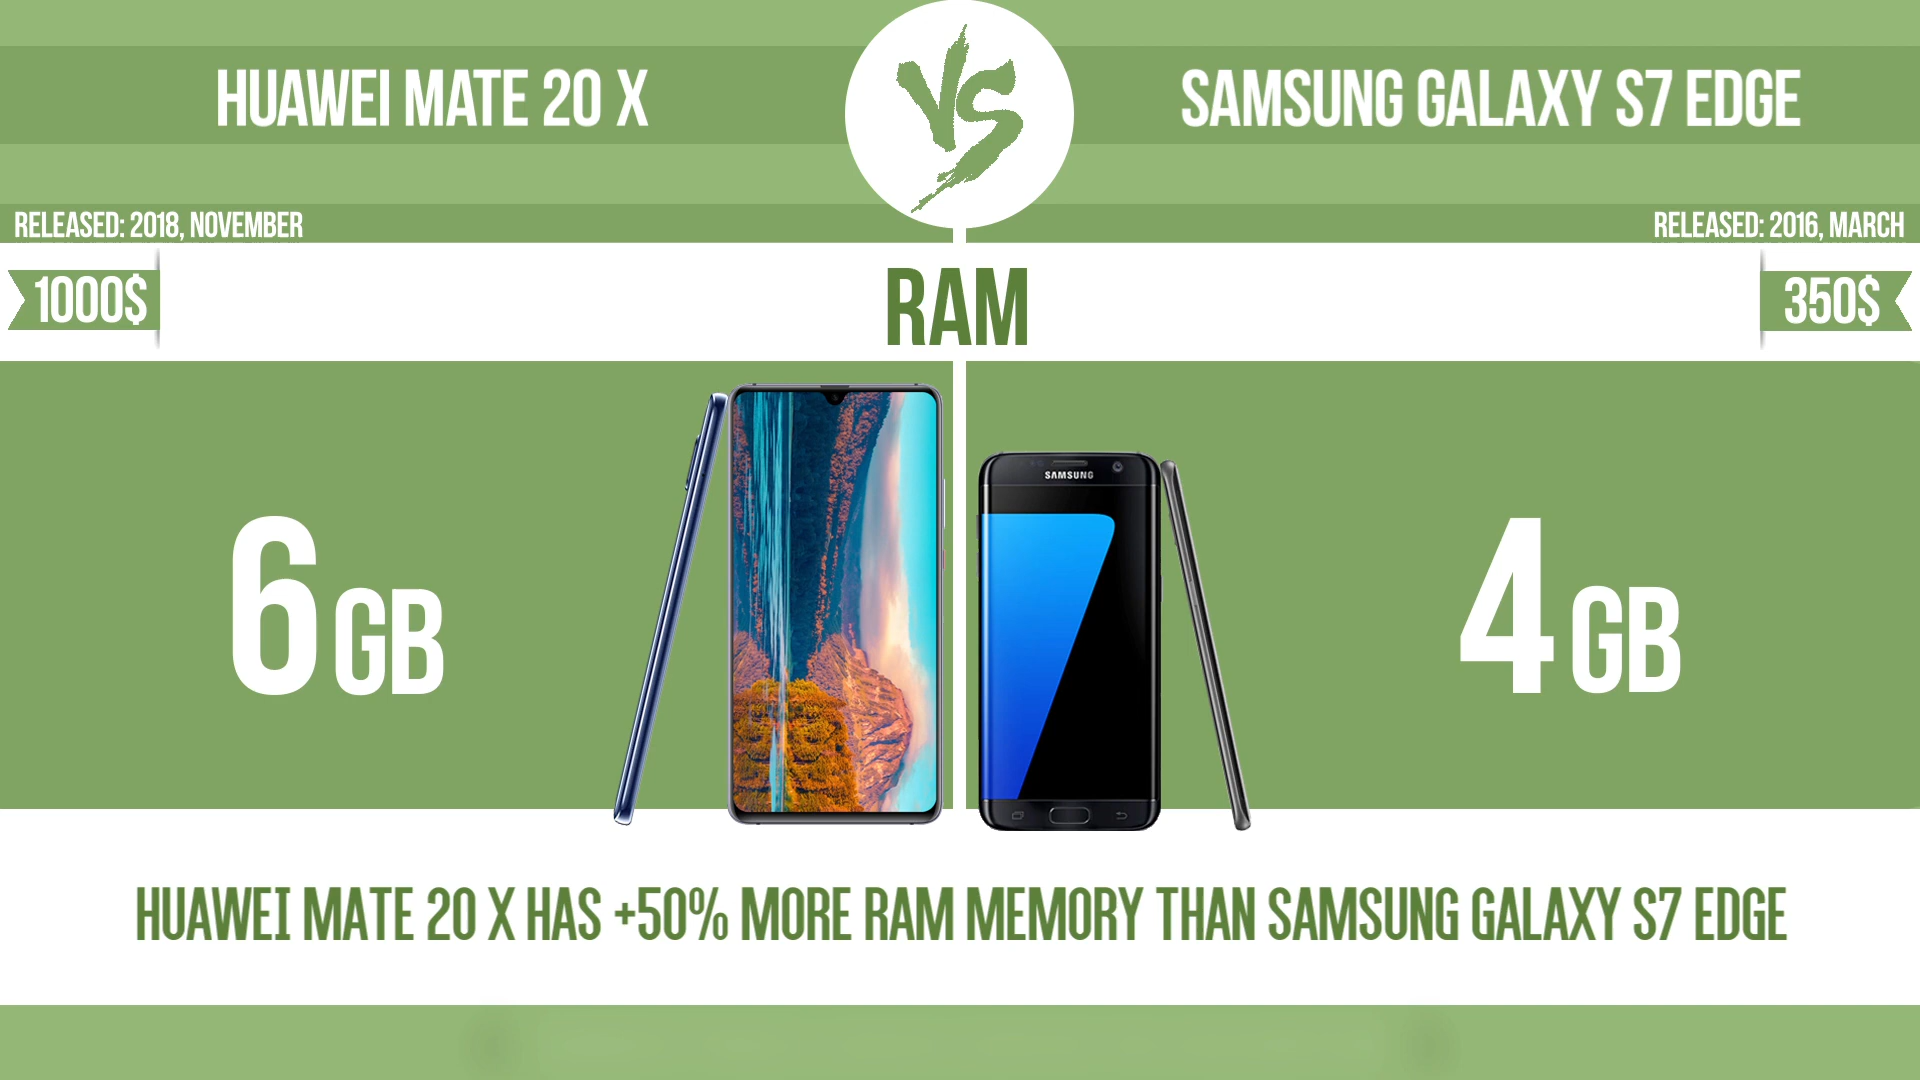 HUAWEI MATE 20 X
VS
SAMSUNG GALAXY S7 EDGE
RELEASED: 2018, NOVEMBER
RELEASED: 2016, MARCH
1000$
RAM
350$
SAMSUNG
6 GB
4 GB
HUAWEI MATE 20 X HAS +50% MORE RAM MEMORY THAN SAMSUNG GALAXY S7 EDGE